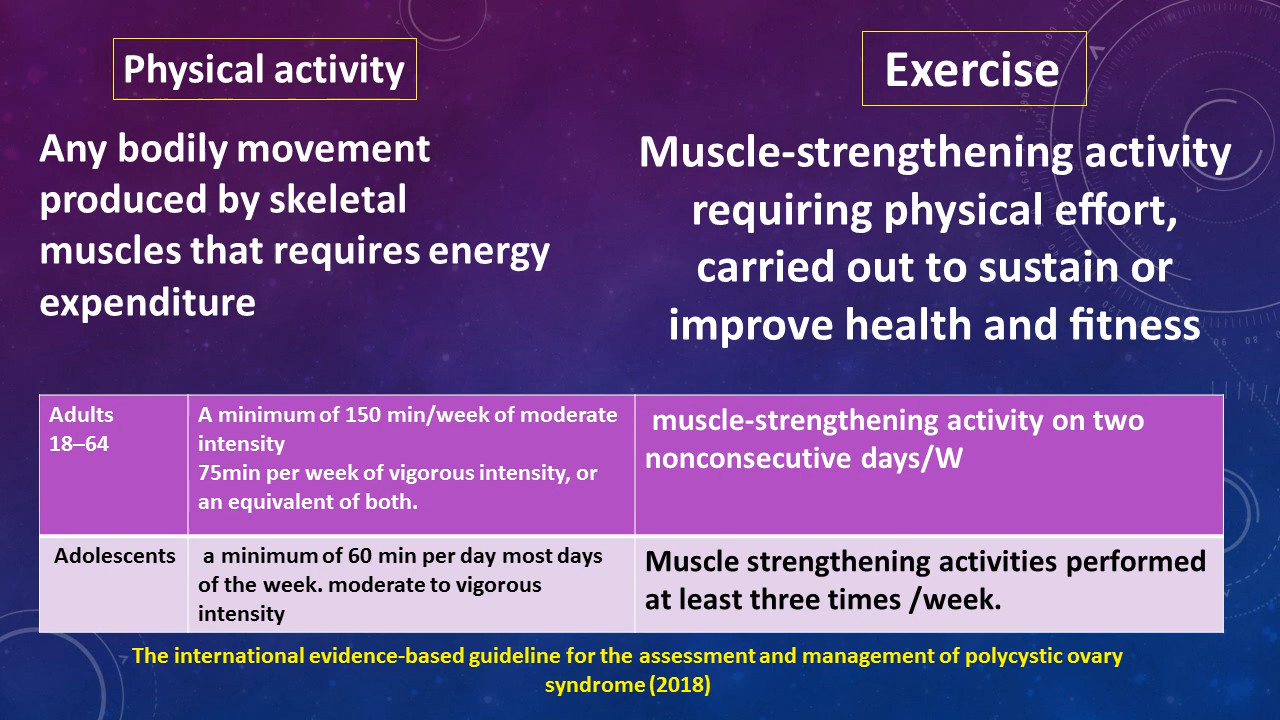 Physical activity
Any bodily movement
produced by skeletal
muscles that requires energy
expenditure
Exercise
Muscle-strengthening activity
requiring physical effort,
carried out to sustain or
improve health and fitness
Adults
18–64
A minimum of 150 min/week of moderate
intensity
75min per week of vigorous intensity, or
an equivalent of both.
muscle-strengthening activity on two
nonconsecutive days/W
Adolescents
a minimum of 60 min per day most days
of the week. moderate to vigorous
intensity
Muscle strengthening activities performed
at least three times /week.
The international evidence-based guideline for the assessment and management of polycystic ovary
syndrome (2018)